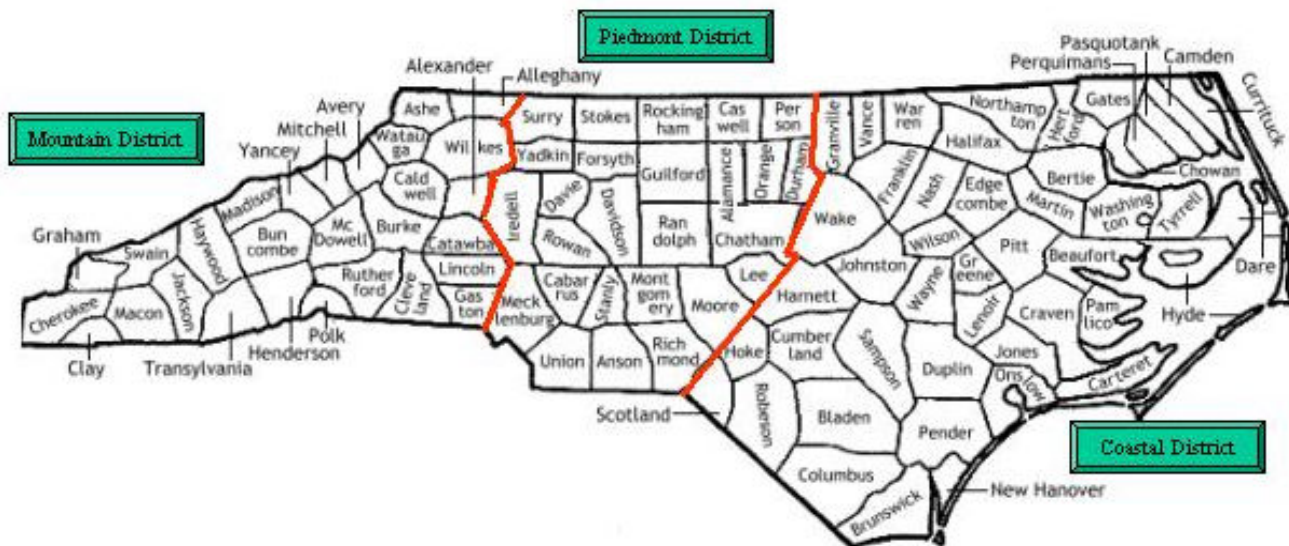 Piedmont District
Pasquotank
Perquimans
Camden
Currituck
Alexander
Alleghany
Mountain District
Avery
Mitchell
Yancey
Ashe
Surry
Stokes
Rocking
ham
Cas
well
Per
son
Granville
Vance
War
ren
Northamp
ton
Hert
ford
Gates
Watau
ga
Wilkes
Yadkin
Forsyth
Guilford
Alamance
Orange
Durham
Franklin
Halifax
Bertie
Chowan
Madison
Cald
well
Iredell
Davie
Davidson
Nash
Edge
combe
Martin
Washing
ton
Tyrrell
Graham
Swain
Haywood
Bun
combe
Mc
Dowell
Burke
Catawba
Rowan
Ran
dolph
Chatham
Wake
Wilson
Pitt
Beaufort
Dare
Jackson
Ruther
ford
Cleve
land
Lincoln
Gas
ton
Meck
lenburg
Cabar
rus
Stanly
Mont
gom
ery
Lee
Moore
Harnett
Johnston
Wayne
Greene
Lenoir
Craven
Pam
lico
Hyde
Cherokee
Macon
Clay
Transylvania
Henderson
Polk
Union
Anson
Rich
mond
Hoke
Cumber
land
Sampson
Duplin
Jones
Ons
low
Carteret
Scotland
Robeson
Bladen
Pender
Coastal District
Columbus
Brunswick
New Hanover